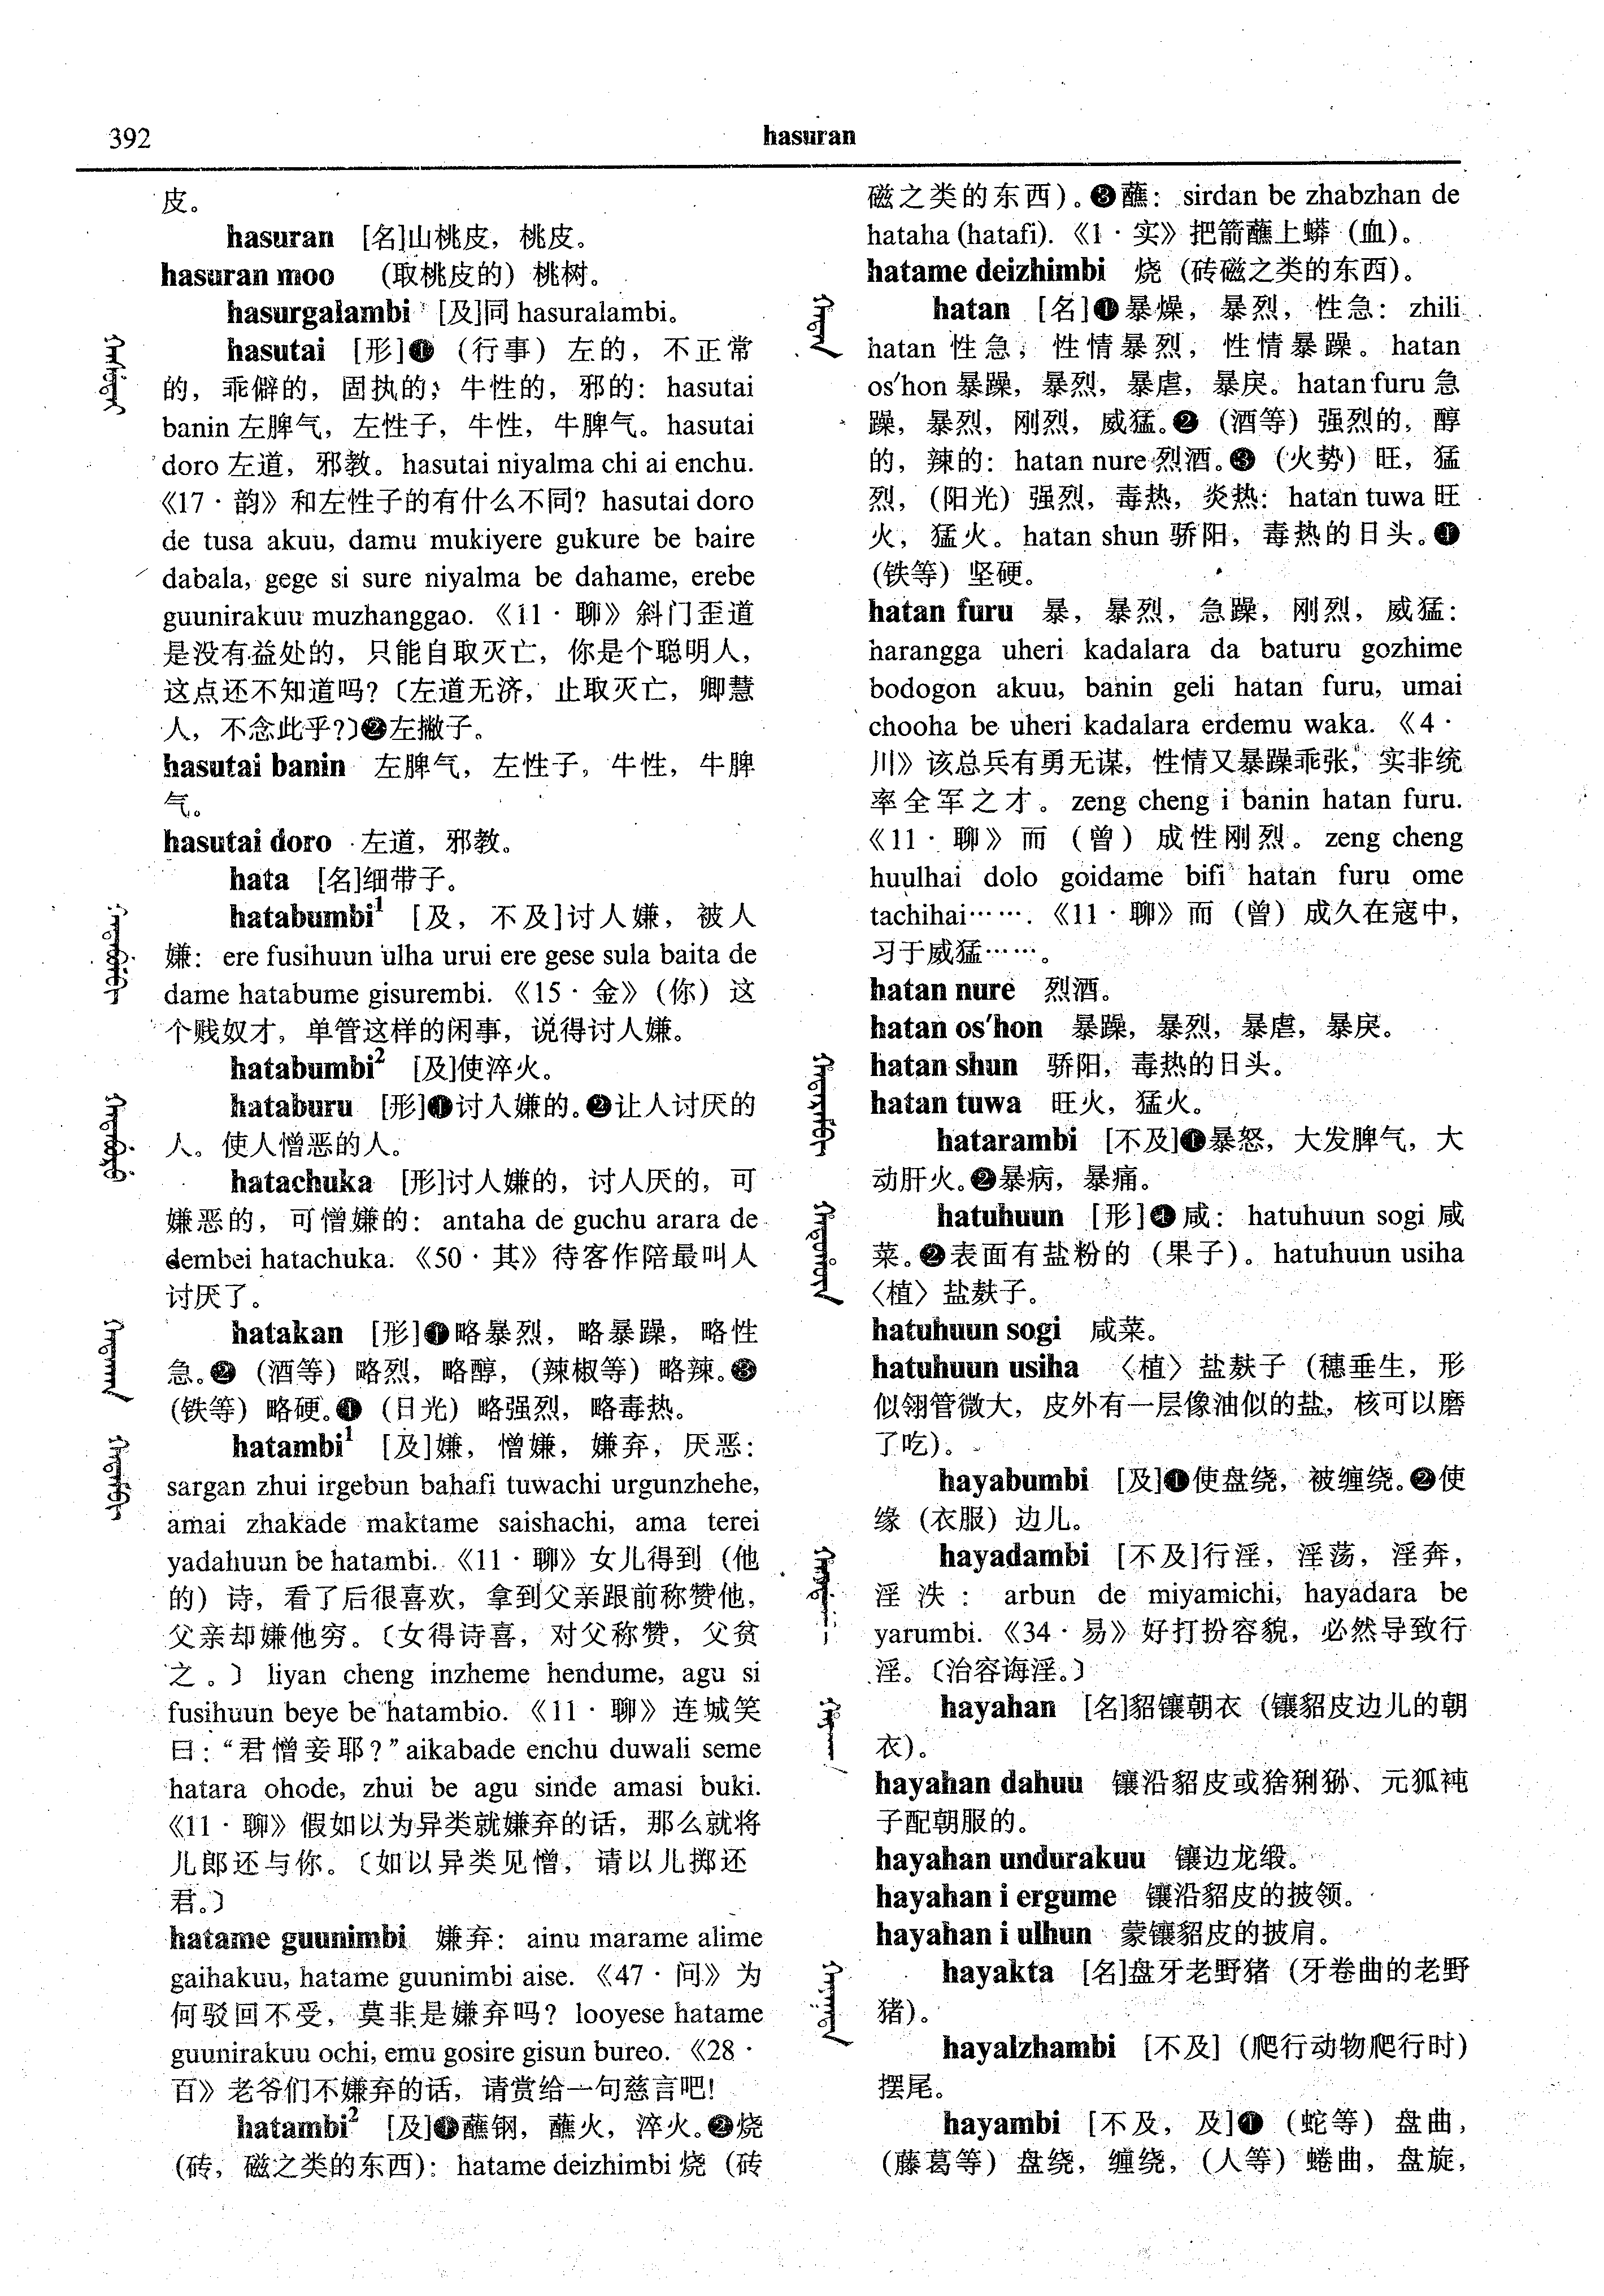 392
hasuran
皮。
hasuran [名]山桃皮，桃皮。
hasuran moo （取桃皮的）桃树。
hasurgalambi [及]同 hasuralambi。
hasutai [形]❶（行事）左的，不正常
的，乖僻的，固执的；牛性的，邪的：hasutai
banin 左脾气，左性子，牛性，牛脾气。hasutai
doro 左道，邪教。hasutai niyalma chi ai enchu.
《17·韵》和左性子的有什么不同？hasutai doro
de tusa akuu, damu mukiyere gukure be baire
dabala, gege si sure niyalma be dahame, erebe
guunirakuu muzhanggao.《11·聊》斜门歪道
是没有益处的，只能自取灭亡，你是个聪明人，
这点还不知道吗？〔左道无济，止取灭亡，卿慧
人，不念此乎？〕❷左撇子。
hasutai banin 左脾气，左性子，牛性，牛脾
气。
hasutai doro 左道，邪教。
hata [名]细带子。
hatabumbi¹ [及，不及]讨人嫌，被人
嫌：ere fusihuun ulha urui ere gese sula baita de
dame hatabume gisurembi.《15·金》（你）这
个贱奴才，单管这样的闲事，说得讨人嫌。
hatabumbi² [及]使淬火。
hataburu [形]❶讨人嫌的。❷让人讨厌的
人。使人憎恶的人。
hatachuka [形]讨人嫌的，讨人厌的，可
嫌恶的，可憎嫌的：antaha de guchu arara de
dembei hatachuka.《50·其》待客作陪最叫人
讨厌了。
hatakan [形]❶略暴烈，略暴躁，略性
急。❷（酒等）略烈，略醇，（辣椒等）略辣。❸
（铁等）略硬。❹（日光）略强烈，略毒热。
hatambi¹ [及]嫌，憎嫌，嫌弃，厌恶：
sargan zhui irgebun bahafi tuwachi urgunzhehe,
amai zhakade maktame saishachi, ama terei
yadahuun be hatambi.《11·聊》女儿得到（他
的）诗，看了后很喜欢，拿到父亲跟前称赞他，
父亲却嫌他穷。〔女得诗喜，对父称赞，父贫
之。〕liyan cheng inzheme hendume, agu si
fusihuun beye be hatambio.《11·聊》连城笑
曰：“君憎妾耶？”aikabade enchu duwali seme
hatara ohode, zhui be agu sinde amasi buki.
《11·聊》假如以为异类就嫌弃的话，那么就将
儿郎还与你。〔如以异类见憎，请以儿掷还
君。〕
hatame guunimbi 嫌弃：ainu marame alime
gaihakuu, hatame guunimbi aise.《47·问》为
何驳回不受，莫非是嫌弃吗？looyese hatame
guunirakuu ochi, emu gosire gisun bureo.《28·
百》老爷们不嫌弃的话，请赏给一句慈言吧！
hatambi² [及]❶蘸钢，蘸火，淬火。❷烧
（砖，磁之类的东西）：hatame deizhimbi 烧（砖
磁之类的东西）。❸蘸：sirdan be zhabzhan de
hataha (hatafi).《1·实》把箭蘸上蟒（血）。
hatame deizhimbi 烧（砖磁之类的东西）。
hatan [名]❶暴燥，暴烈，性急：zhili
hatan 性急；性情暴烈，性情暴躁。hatan
os'hon 暴躁，暴烈，暴虐，暴戾。hatan furu 急
躁，暴烈，刚烈，威猛。❷（酒等）强烈的，醇
的，辣的：hatan nure 烈酒。❸（火势）旺，猛
烈，（阳光）强烈，毒热，炎热：hatan tuwa 旺
火，猛火。hatan shun 骄阳，毒热的日头。❹
（铁等）坚硬。
hatan furu 暴，暴烈，急躁，刚烈，威猛：
harangga uheri kadalara da baturu gozhime
bodogon akuu, banin geli hatan furu, umai
chooha be uheri kadalara erdemu waka.《4·
川》该总兵有勇无谋，性情又暴躁乖张，实非统
率全军之才。zeng cheng i banin hatan furu.
《11·聊》而（曾）成性刚烈。zeng cheng
huulhai dolo goidame bifi hatan furu ome
tachihai…….《11·聊》而（曾）成久在寇中，
习于威猛……。
hatan nure 烈酒。
hatan os'hon 暴躁，暴烈，暴虐，暴戾。
hatan shun 骄阳，毒热的日头。
hatan tuwa 旺火，猛火。
hatarambi [不及]❶暴怒，大发脾气，大
动肝火。❷暴病，暴痛。
hatuhuun [形]❶咸：hatuhuun sogi 咸
菜。❷表面有盐粉的（果子）。hatuhuun usiha
〈植〉盐麸子。
hatuhuun sogi 咸菜。
hatuhuun usiha 〈植〉盐麸子（穗垂生，形
似翎管微大，皮外有一层像油似的盐，核可以磨
了吃）。
hayabumbi [及]❶使盘绕，被缠绕。❷使
缘（衣服）边儿。
hayadambi [不及]行淫，淫荡，淫奔，
淫泆：arbun de miyamichi, hayadara be
yarumbi.《34·易》好打扮容貌，必然导致行
淫。〔冶容诲淫。〕
hayahan [名]貂镶朝衣（镶貂皮边儿的朝
衣）。
hayahan dahuu 镶沿貂皮或猞猁狲、元狐裘
子配朝服的。
hayahan undurakuu 镶边龙缎。
hayahan i ergume 镶沿貂皮的披领。
hayahan i ulhun 蒙镶貂皮的披肩。
hayakta [名]盘牙老野猪（牙卷曲的老野
猪）。
hayalzhambi [不及]（爬行动物爬行时）
摆尾。
hayambi [不及，及]❶（蛇等）盘曲，
（藤葛等）盘绕，缠绕，（人等）蜷曲，盘旋，